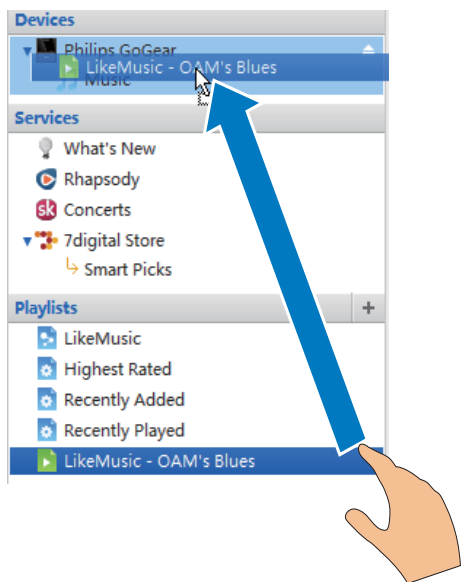 Devices
Philips GoGear
LikeMusic - OAM's Blues
Music
Services
What's New
Rhapsody
sk Concerts
7digital Store
Smart Picks
Playlists +
LikeMusic
Highest Rated
Recently Added
Recently Played
LikeMusic - OAM's Blues